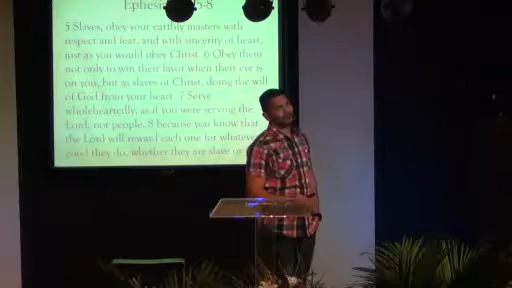 Ephesi 5-8
5 Slaves, obey your earthly masters with
respect and fear, and with sincerity of heart,
just as you would obey Christ. 6 Obey them
not only to win their favor when their eye is
on you, but as slaves of Christ, doing the will
of God from your heart. 7 Serve
wholeheartedly, as if you were serving the
Lord, not people, 8 because you know that
the Lord will reward each one for whatever
good they do, whether they are slave or